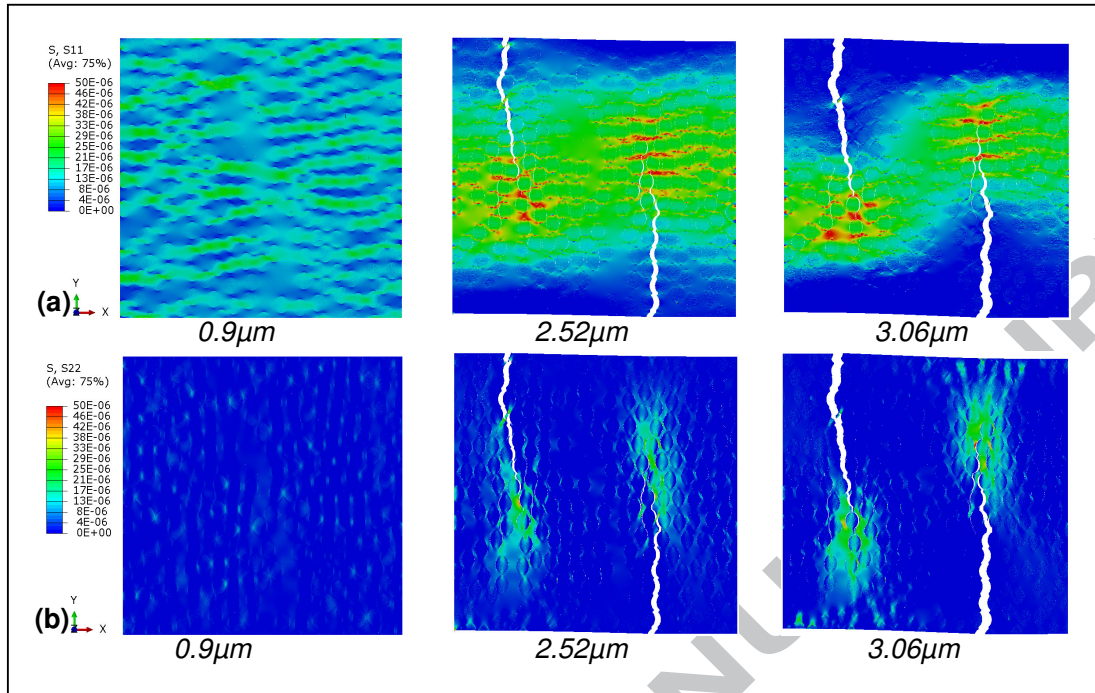 S, S11
(Avg: 75%)
50E-06
46E-06
42E-06
38E-06
33E-06
29E-06
25E-06
21E-06
17E-06
13E-06
8E-06
4E-06
0E+00
Y
(a)
X
0.9µm
2.52µm
3.06µm
S, S22
(Avg: 75%)
50E-06
46E-06
42E-06
38E-06
33E-06
29E-06
25E-06
21E-06
17E-06
13E-06
8E-06
4E-06
0E+00
Y
(b)
X
0.9µm
2.52µm
3.06µm